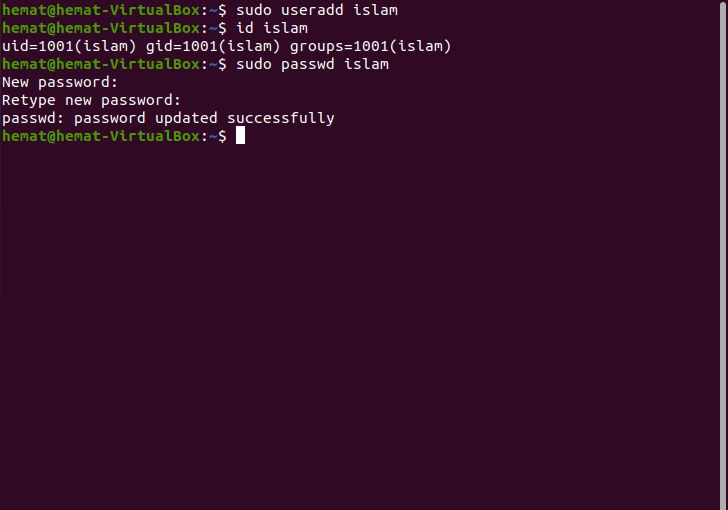 hemat@hemat-VirtualBox:~$ sudo useradd islam
hemat@hemat-VirtualBox:~$ id islam
uid=1001(islam) gid=1001(islam) groups=1001(islam)
hemat@hemat-VirtualBox:~$ sudo passwd islam
New password:
Retype new password:
passwd: password updated successfully
hemat@hemat-VirtualBox:~$